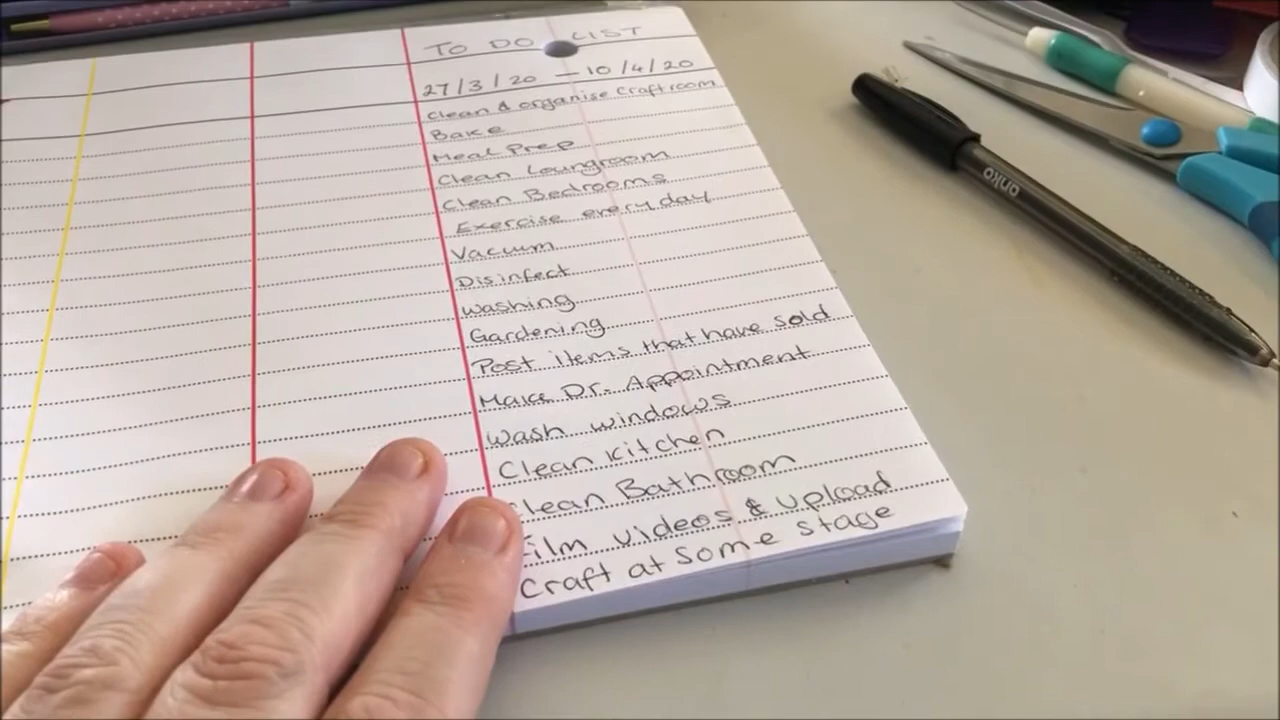 TO DO LIST
27/3/20 - 10/4/20
Clean & organise Craftroom
Bake
Meal Prep
Clean Loungroom
Clean Bedrooms
Exercise every day
Vacuum
Disinfect
Washing
Gardening
Post items that have sold
Make Dr. Appointment
Wash windows
Clean Kitchen
Clean Bathroom
Film videos & upload
Craft at some stage
onko